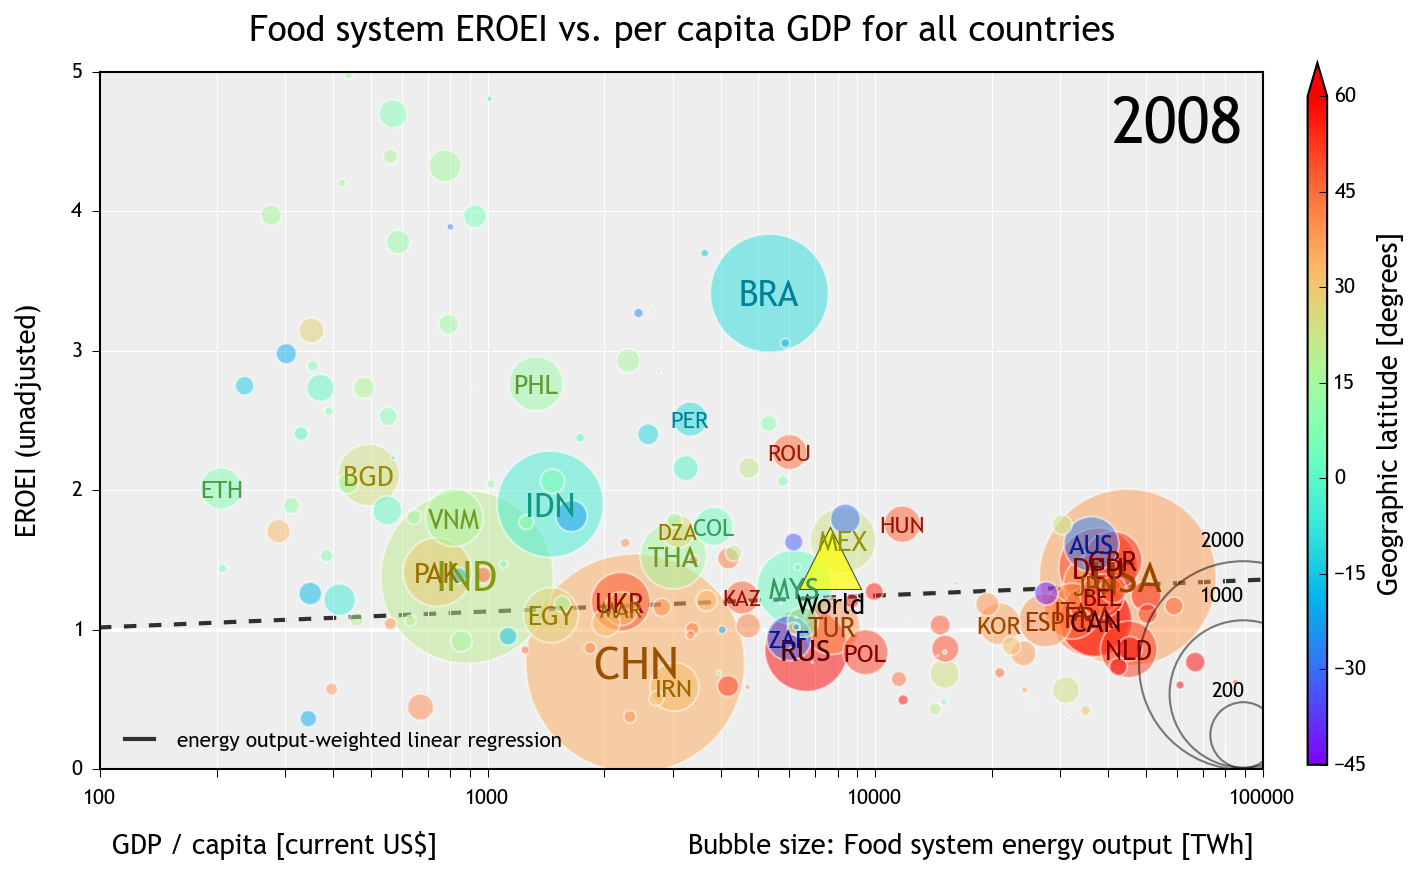 Food system EROEI vs. per capita GDP for all countries
2008
EROEI (unadjusted)
5
4
3
2
1
0
BRA
PHL
PER
ROU
ETH
BGD
IDN
VNM
DZA
COL
HUN
MEX
THA
PAK
IND
MYS
AUS
GBR
DEU
USA
JPN
BEL
UKR
MAR
KAZ
World
EGY
ITA
CAN
KOR
ESP
TUR
ZAF
RUS
POL
NLD
CHN
IRN
2000
1000
200
energy output-weighted linear regression
100
1000
10000
100000
GDP / capita [current US$]
Bubble size: Food system energy output [TWh]
60
45
30
15
0
−15
−30
−45
Geographic latitude [degrees]